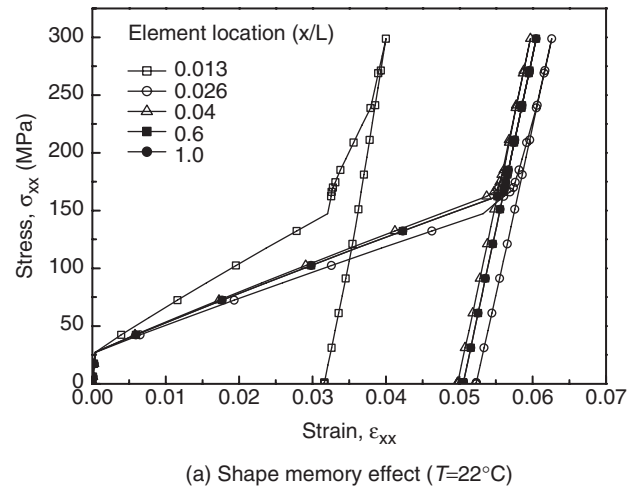 Element location (x/L)
0.013
0.026
0.04
0.6
1.0
Stress, σxx (MPa)
300
250
200
150
100
50
0
0.00 0.01 0.02 0.03 0.04 0.05 0.06 0.07
Strain, εxx
(a) Shape memory effect (T=22°C)